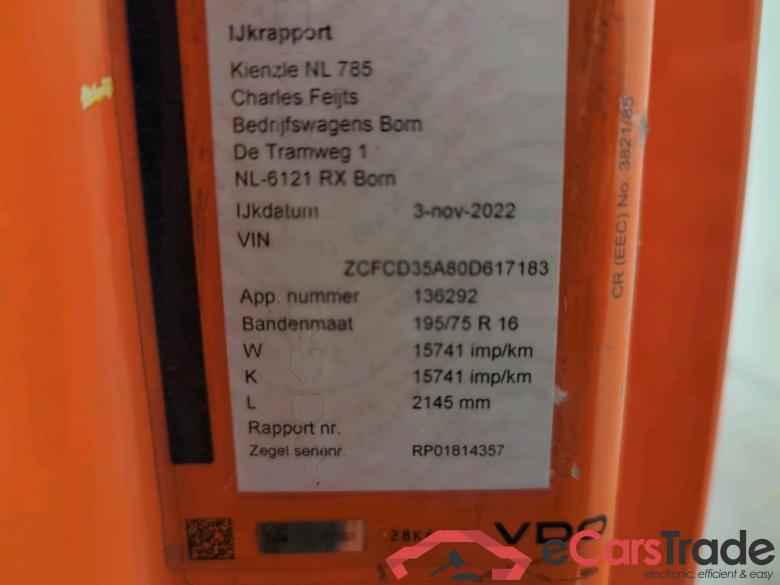 IJkrapport
Kienzle NL 785
Charles Feijts
Bedrijfswagens Born
De Tramweg 1
NL-6121 RX Born
IJkdatum 3-nov-2022
VIN
ZCFCD35A80D617183
App. nummer 136292
Bandenmaat 195/75 R 16
W 15741 imp/km
K 15741 imp/km
L 2145 mm
Rapport nr.
Zegel serienr. RP01814357
CR (EEC) No. 3821/85
VDO
eCarsTrade
electronic, efficient & easy